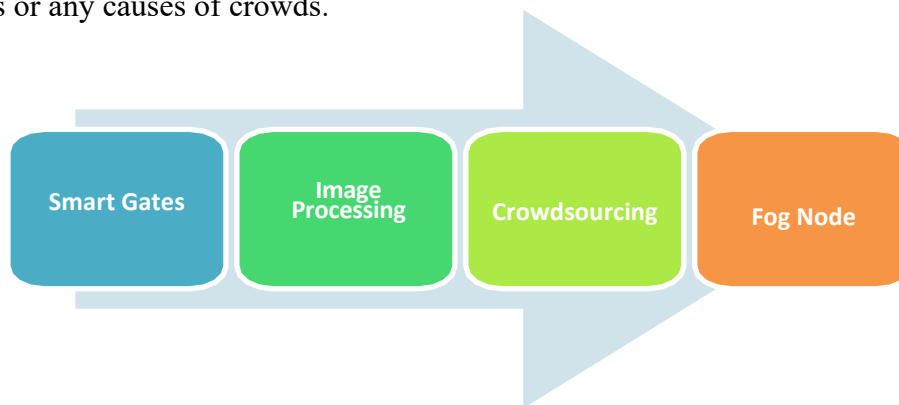 s or any causes of crowds.
Smart Gates
Image
Processing
Crowdsourcing
Fog Node